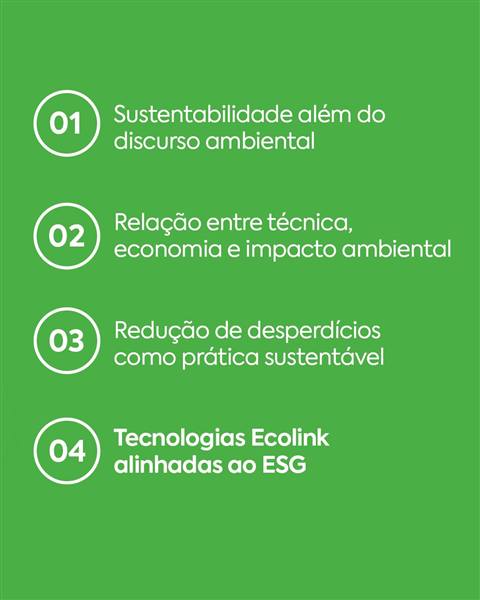 01
Sustentabilidade além do
discurso ambiental
02
Relação entre técnica,
economia e impacto ambiental
03
Redução de desperdícios
como prática sustentável
04
Tecnologias Ecolink
alinhadas ao ESG